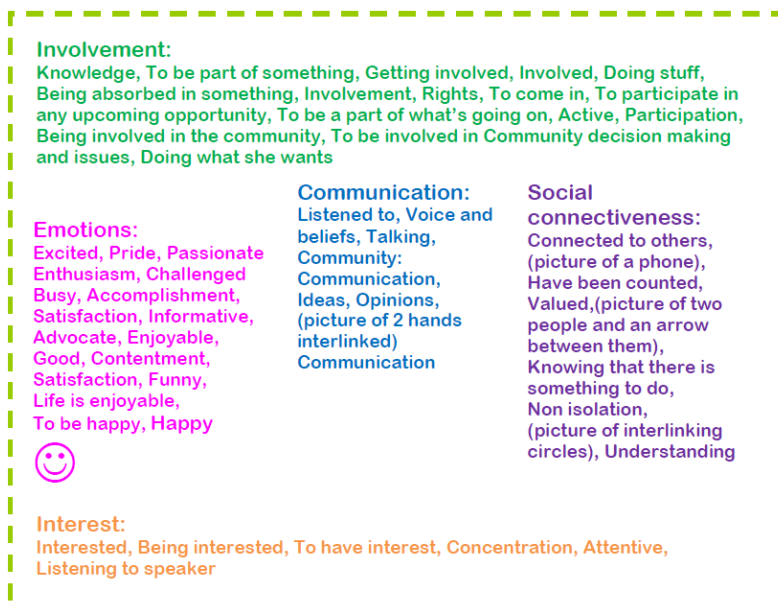 Involvement:
Knowledge, To be part of something, Getting involved, Involved, Doing stuff,
Being absorbed in something, Involvement, Rights, To come in, To participate in
any upcoming opportunity, To be a part of what's going on, Active, Participation,
Being involved in the community, To be involved in Community decision making
and issues, Doing what she wants
Emotions:
Excited, Pride, Passionate
Enthusiasm, Challenged
Busy, Accomplishment,
Satisfaction, Informative,
Advocate, Enjoyable,
Good, Contentment,
Satisfaction, Funny,
Life is enjoyable,
To be happy, Happy
Communication:
Listened to, Voice and
beliefs, Talking,
Community:
Communication,
Ideas, Opinions,
(picture of 2 hands
interlinked)
Communication
Social
connectiveness:
Connected to others,
(picture of a phone),
Have been counted,
Valued,(picture of two
people and an arrow
between them),
Knowing that there is
something to do,
Non isolation,
(picture of interlinking
circles), Understanding
Interest:
Interested, Being interested, To have interest, Concentration, Attentive,
Listening to speaker